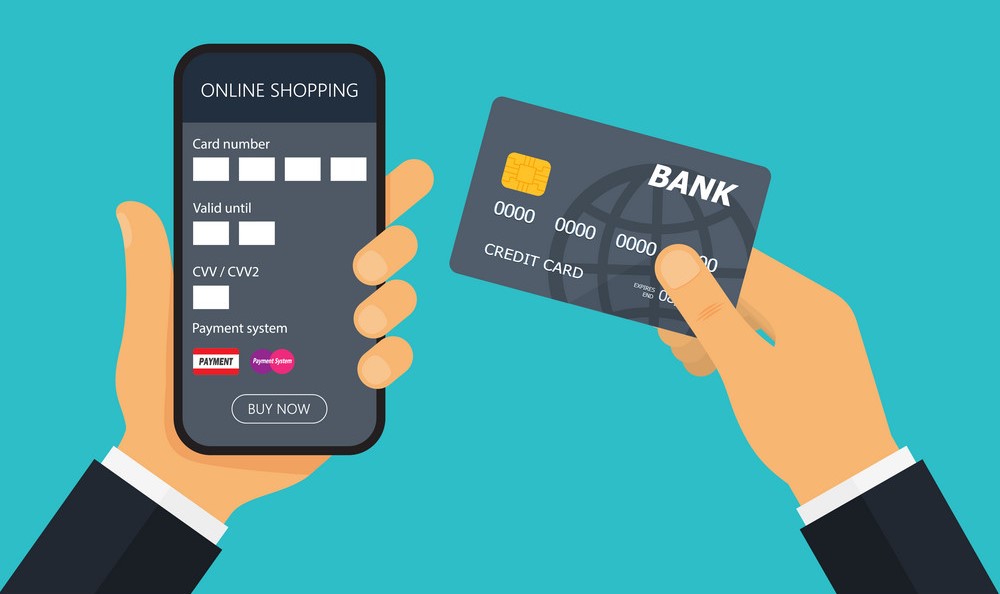 ONLINE SHOPPING
Card number
Valid until
CVV / CVV2
Payment system
PAYMENT
Payment System
BUY NOW
BANK
0000 0000 0000 00
CREDIT CARD
EXPIRES
END